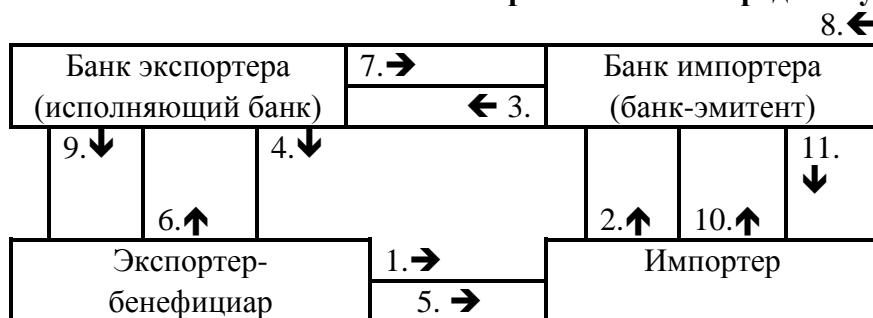 8.🡸
Банк экспортера 7.🡺 Банк импортера
(исполняющий банк) 🡸 3. (банк-эмитент)
9.🡻 4.🡻 11.
🡻
6.🡹 2.🡹 10.🡹
Экспортер- 1.🡺 Импортер
бенефициар 5. 🡺